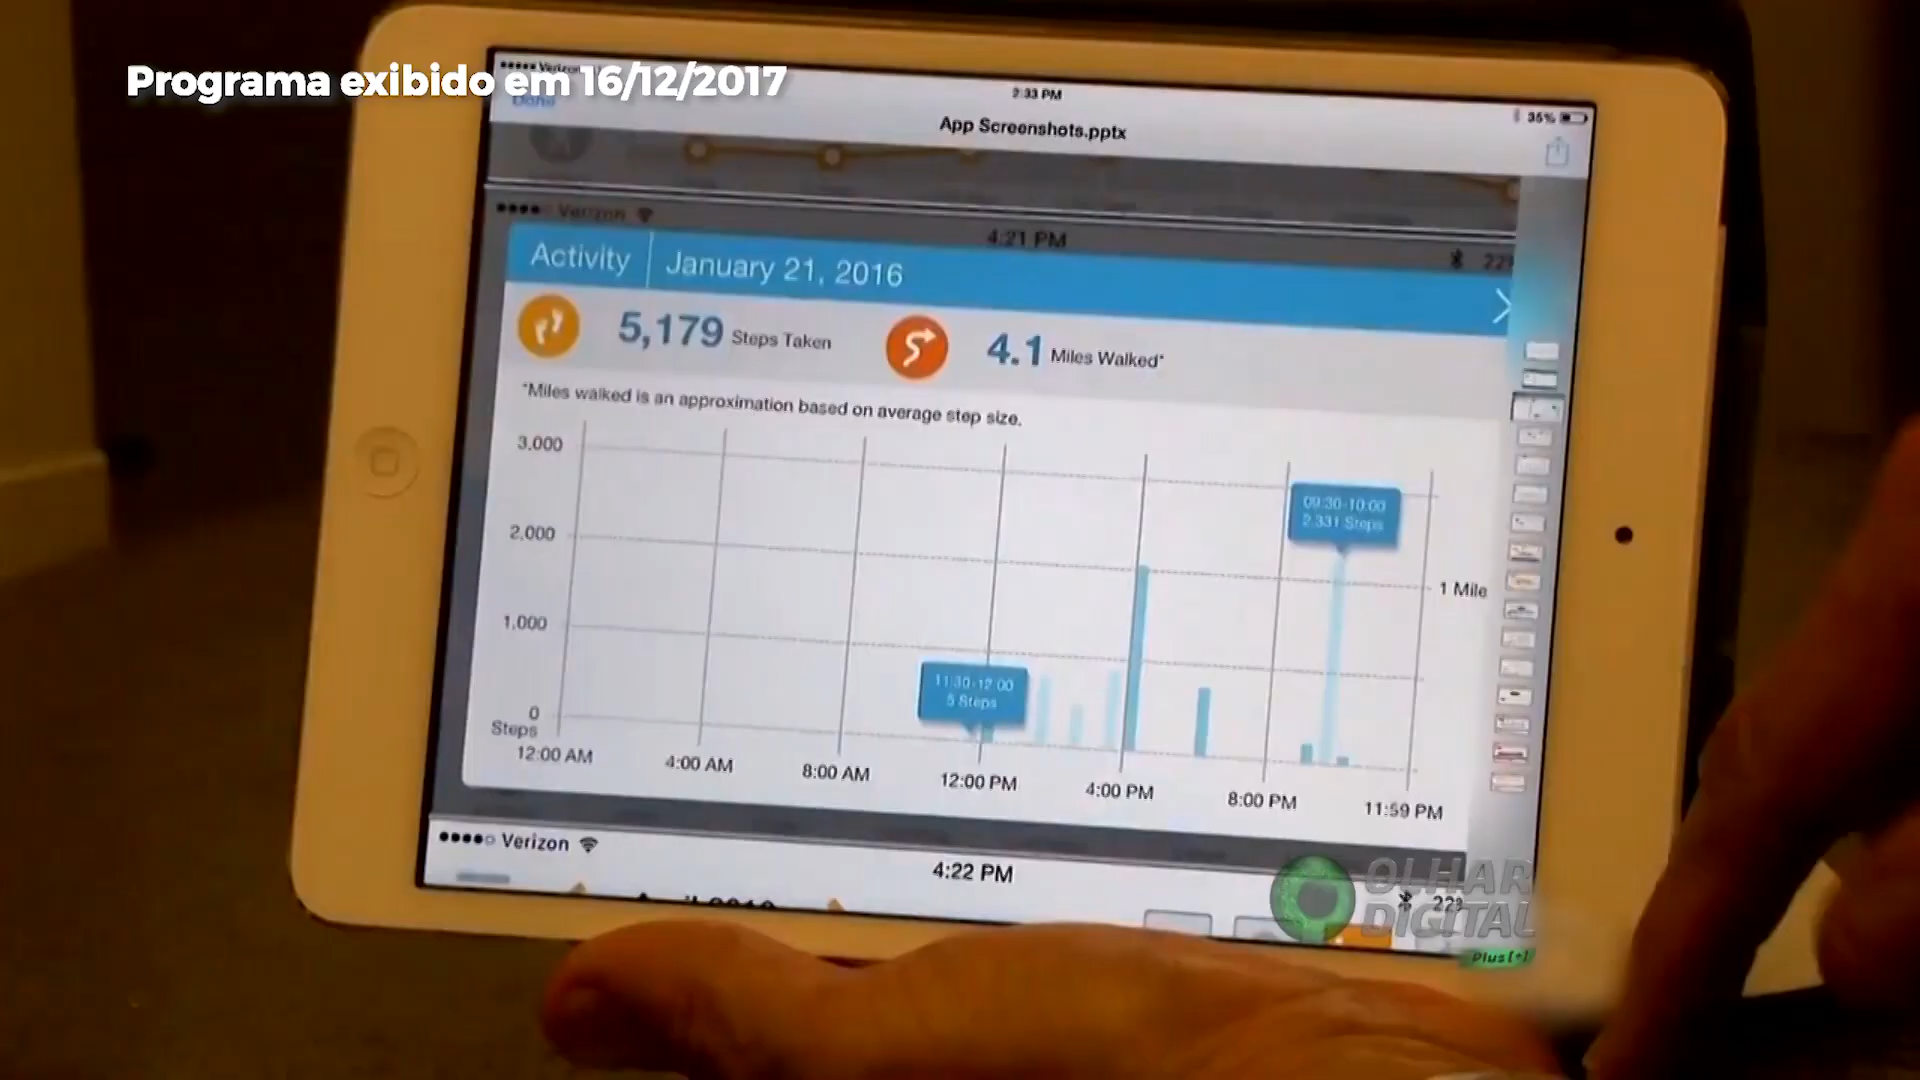 Programa exibido em 16/12/2017
Verizon
Done
2:33 PM
35%
App Screenshots.pptx
Verizon
4:21 PM
Activity
January 21, 2016
5,179 Steps Taken
4.1 Miles Walked*
*Miles walked is an approximation based on average step size.
3,000
2,000
1,000
0
Steps
09:30-10:00
2,331 Steps
1 Mile
11:30-12:00
5 Steps
12:00 AM
4:00 AM
8:00 AM
12:00 PM
4:00 PM
8:00 PM
11:59 PM
Verizon
4:22 PM
OLHAR
DIGITAL
Plus[+]